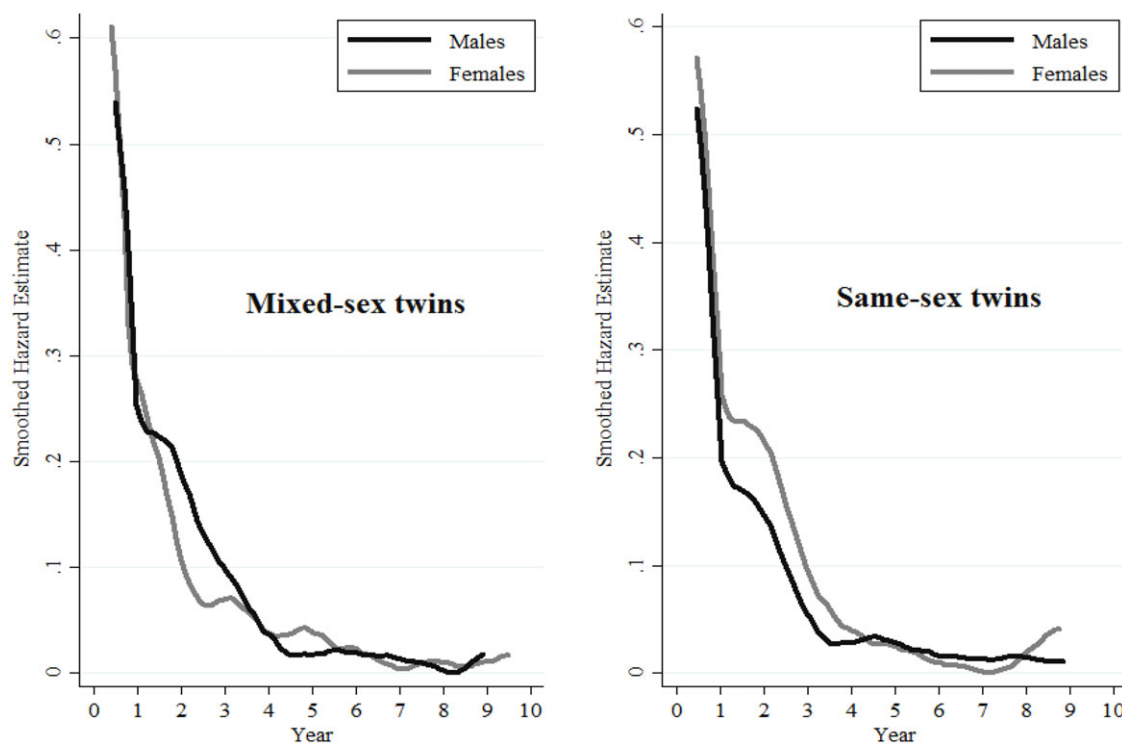 Males
Females
Mixed-sex twins
Smoothed Hazard Estimate
0 .1 .2 .3 .4 .5 .6
0 1 2 3 4 5 6 7 8 9 10
Year
Males
Females
Same-sex twins
Smoothed Hazard Estimate
0 .1 .2 .3 .4 .5 .6
0 1 2 3 4 5 6 7 8 9 10
Year